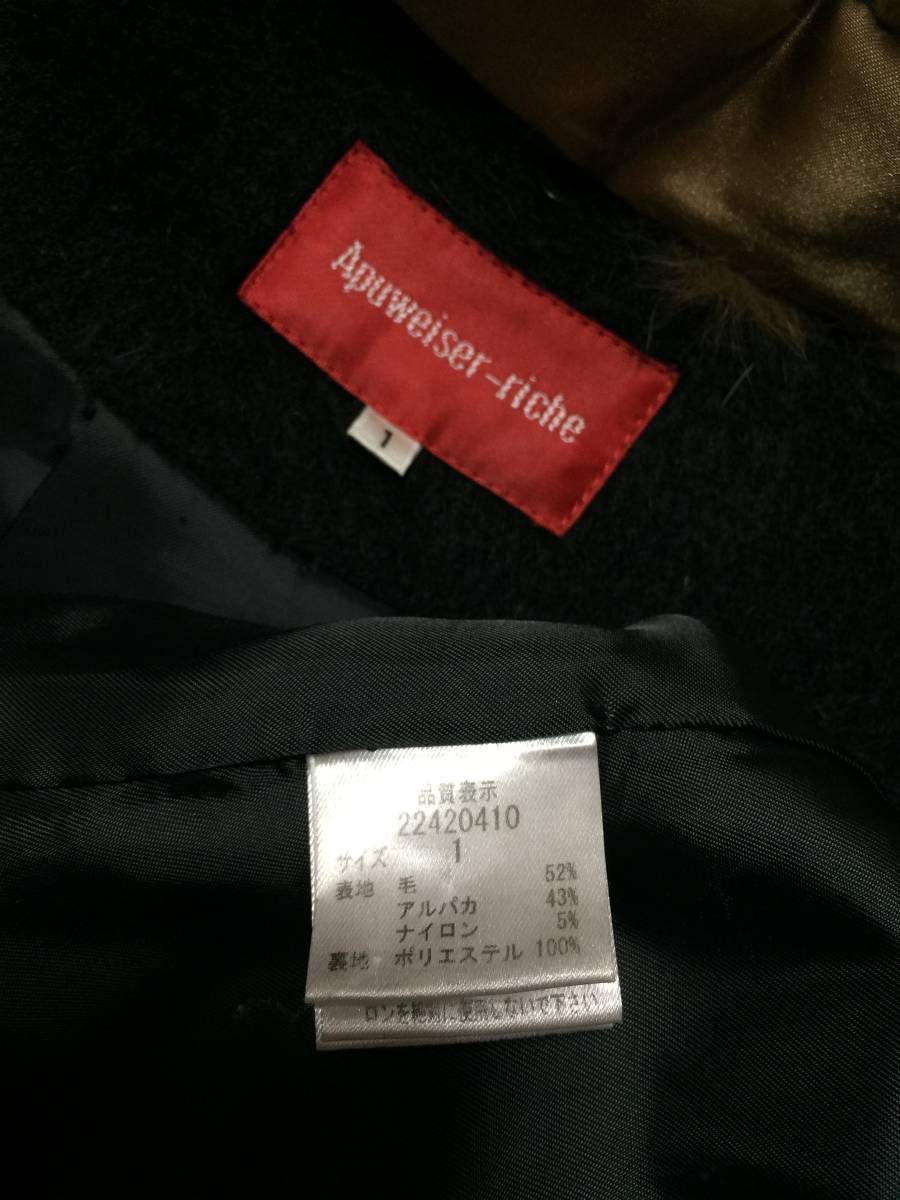 Apuweiser-riche
1
品質表示
22420410
サイズ 1
表地 毛 52%
アルパカ 43%
ナイロン 5%
裏地 ポリエステル 100%
ロンを絶対に使用しないで下さい